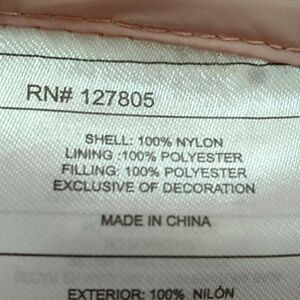 RN# 127805
SHELL: 100% NYLON
LINING :100% POLYESTER
FILLING: 100% POLYESTER
EXCLUSIVE OF DECORATION
MADE IN CHINA
EXTERIOR: 100% NILÓN